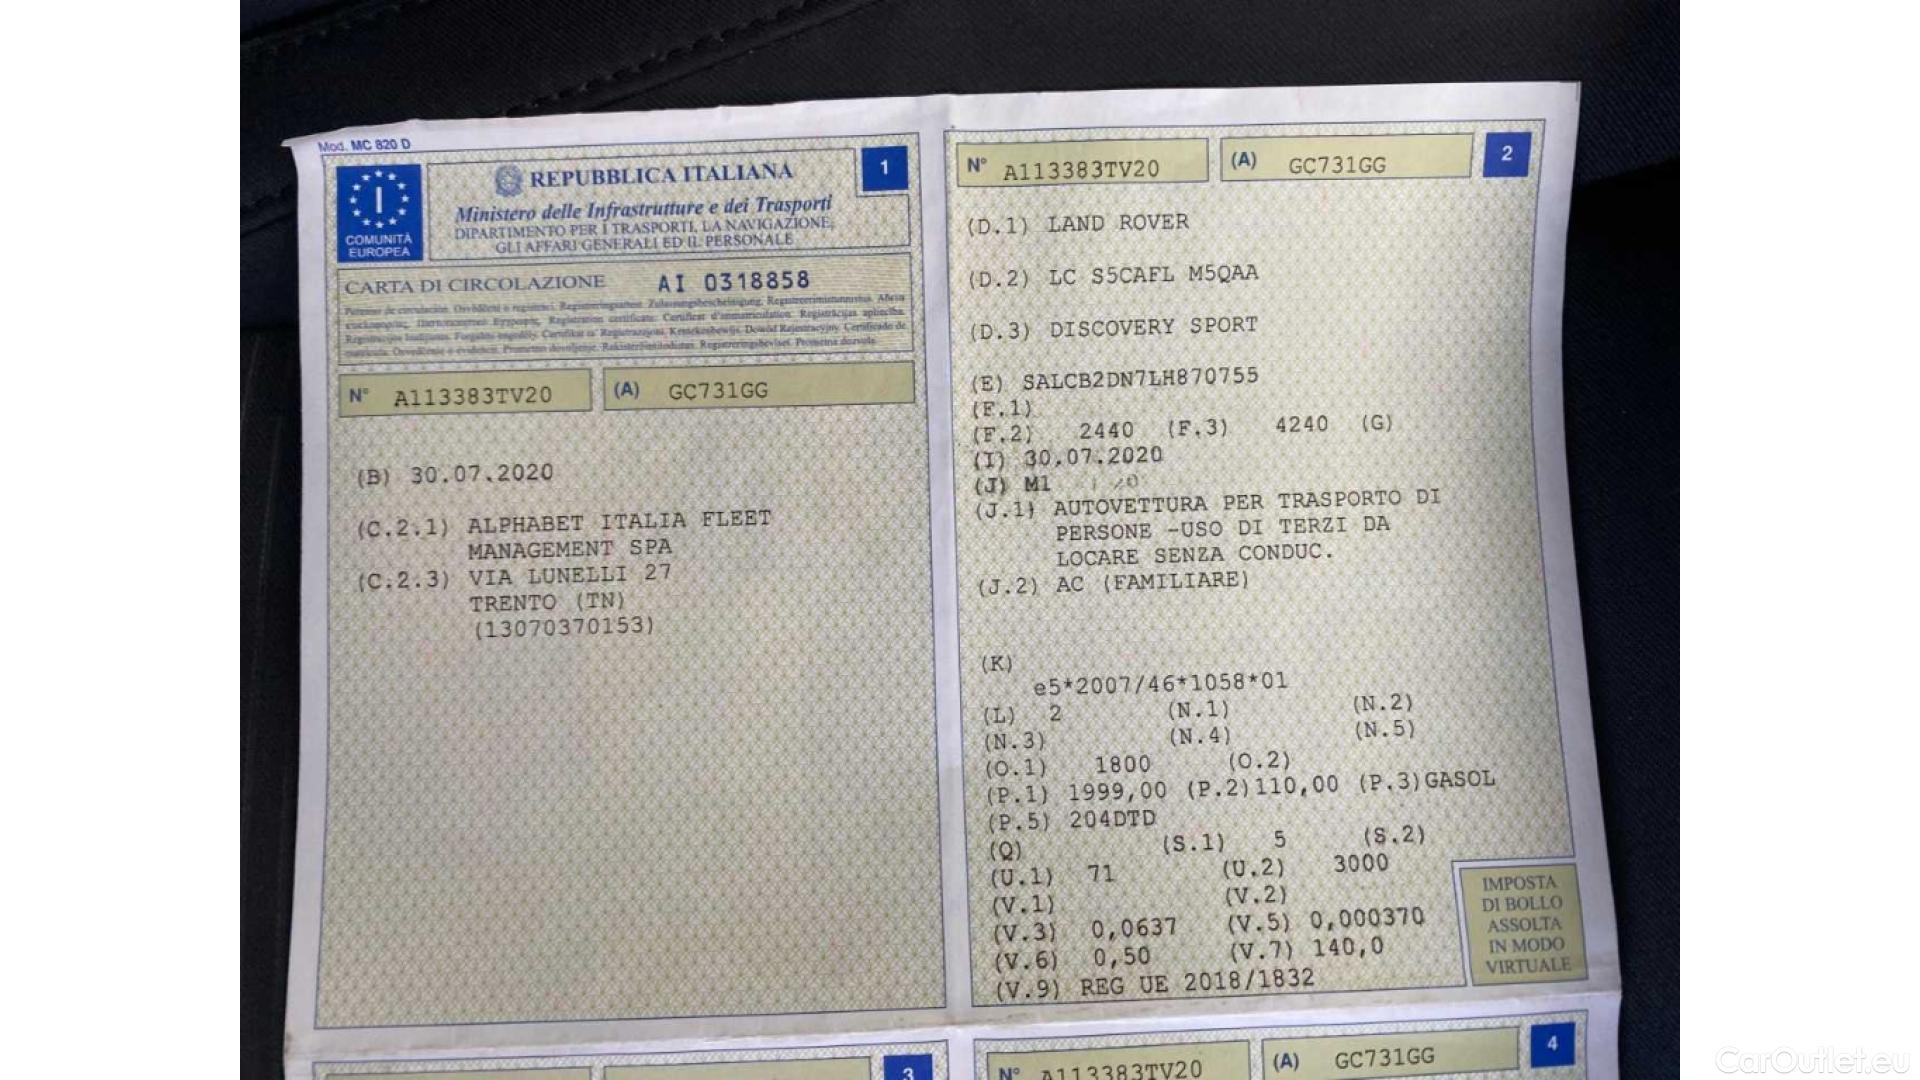 Mod. MC 820 D
I
COMUNITÀ
EUROPEA
REPUBBLICA ITALIANA
Ministero delle Infrastrutture e dei Trasporti
DIPARTIMENTO PER I TRASPORTI, LA NAVIGAZIONE,
GLI AFFARI GENERALI ED IL PERSONALE
1
CARTA DI CIRCOLAZIONE AI 0318858
N° A113383TV20 (A) GC731GG
(B) 30.07.2020
(C.2.1) ALPHABET ITALIA FLEET
MANAGEMENT SPA
(C.2.3) VIA LUNELLI 27
TRENTO (TN)
(13070370153)
3
N° A113383TV20 (A) GC731GG 2
(D.1) LAND ROVER
(D.2) LC S5CAFL M5QAA
(D.3) DISCOVERY SPORT
(E) SALCB2DN7LH870755
(F.1)
(F.2) 2440 (F.3) 4240 (G)
(I) 30.07.2020
(J) M1
(J.1) AUTOVETTURA PER TRASPORTO DI
PERSONE -USO DI TERZI DA
LOCARE SENZA CONDUC.
(J.2) AC (FAMILIARE)
(K)
e5*2007/46*1058*01
(L) 2 (N.1) (N.2)
(N.3) (N.4) (N.5)
(O.1) 1800 (O.2)
(P.1) 1999,00 (P.2)110,00 (P.3)GASOL
(P.5) 204DTD
(Q) (S.1) 5 (S.2)
(U.1) 71 (U.2) 3000
(V.1) (V.2)
(V.3) 0,0637 (V.5) 0,000370
(V.6) 0,50 (V.7) 140,0
(V.9) REG UE 2018/1832
IMPOSTA
DI BOLLO
ASSOLTA
IN MODO
VIRTUALE
N° A113383TV20 (A) GC731GG 4
CarOutlet.eu